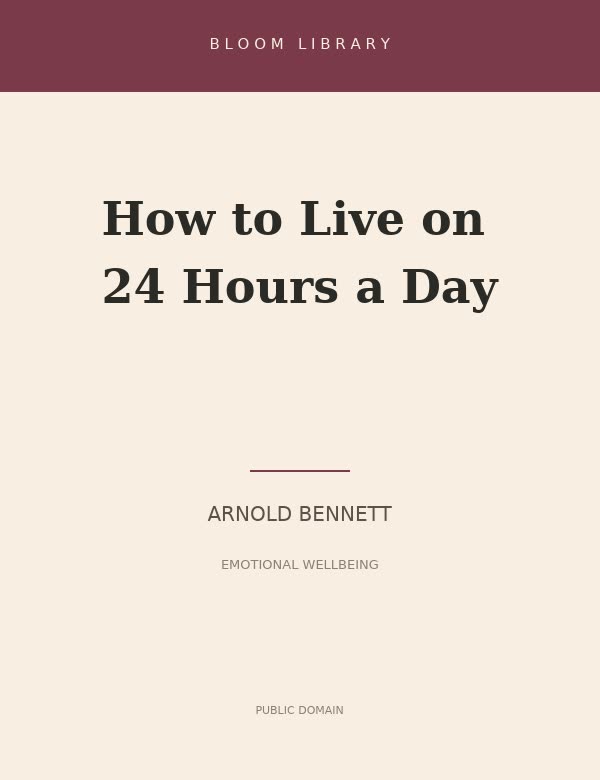 BLOOM LIBRARY
How to Live on
24 Hours a Day
ARNOLD BENNETT
EMOTIONAL WELLBEING
PUBLIC DOMAIN